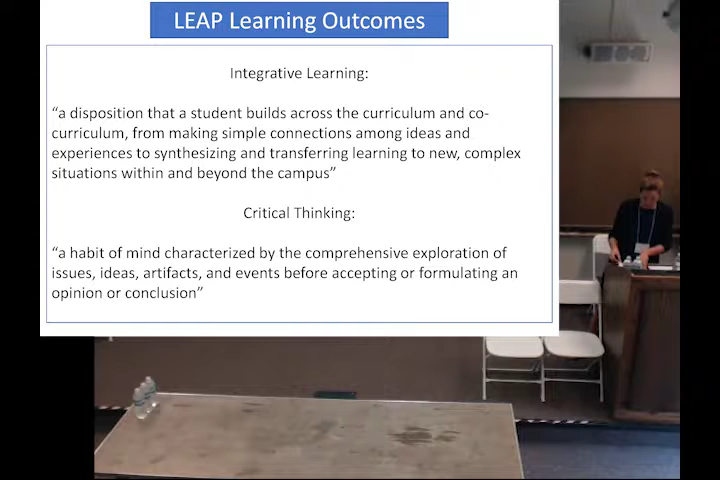 LEAP Learning Outcomes
Integrative Learning:
“a disposition that a student builds across the curriculum and co-
curriculum, from making simple connections among ideas and
experiences to synthesizing and transferring learning to new, complex
situations within and beyond the campus”
Critical Thinking:
“a habit of mind characterized by the comprehensive exploration of
issues, ideas, artifacts, and events before accepting or formulating an
opinion or conclusion”